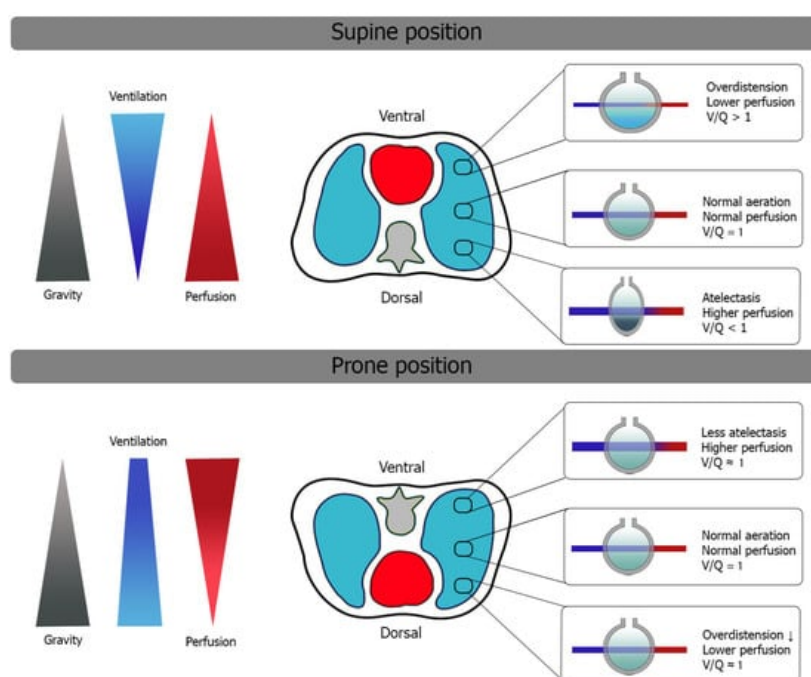 Supine position
Ventilation
Gravity
Perfusion
Ventral
Dorsal
Overdistension
Lower perfusion
V/Q > 1
Normal aeration
Normal perfusion
V/Q = 1
Atelectasis
Higher perfusion
V/Q < 1
Prone position
Ventilation
Gravity
Perfusion
Ventral
Dorsal
Less atelectasis
Higher perfusion
V/Q ≈ 1
Normal aeration
Normal perfusion
V/Q = 1
Overdistension ↓
Lower perfusion
V/Q ≈ 1